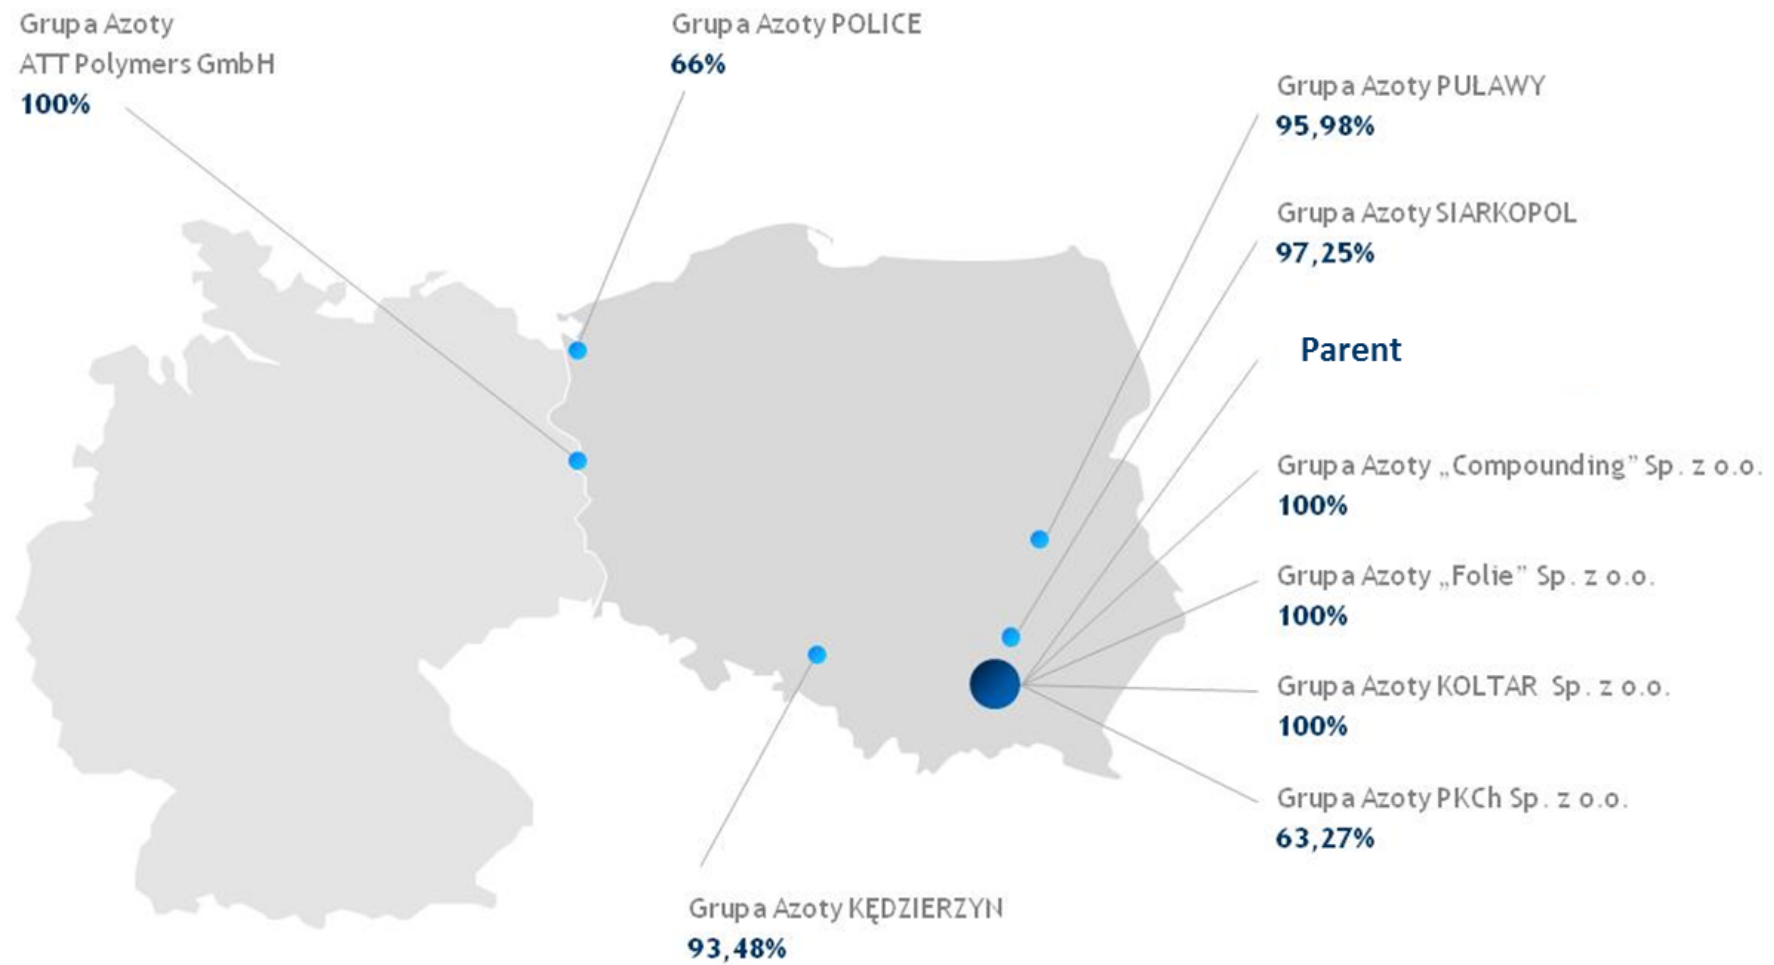 Grupa Azoty
ATT Polymers GmbH
100%
Grupa Azoty POLICE
66%
Grupa Azoty PUŁAWY
95,98%
Grupa Azoty SIARKOPOL
97,25%
Parent
Grupa Azoty „Compounding” Sp. z o.o.
100%
Grupa Azoty „Folie” Sp. z o.o.
100%
Grupa Azoty KOLTAR Sp. z o.o.
100%
Grupa Azoty PKCh Sp. z o.o.
63,27%
Grupa Azoty KĘDZIERZYN
93,48%